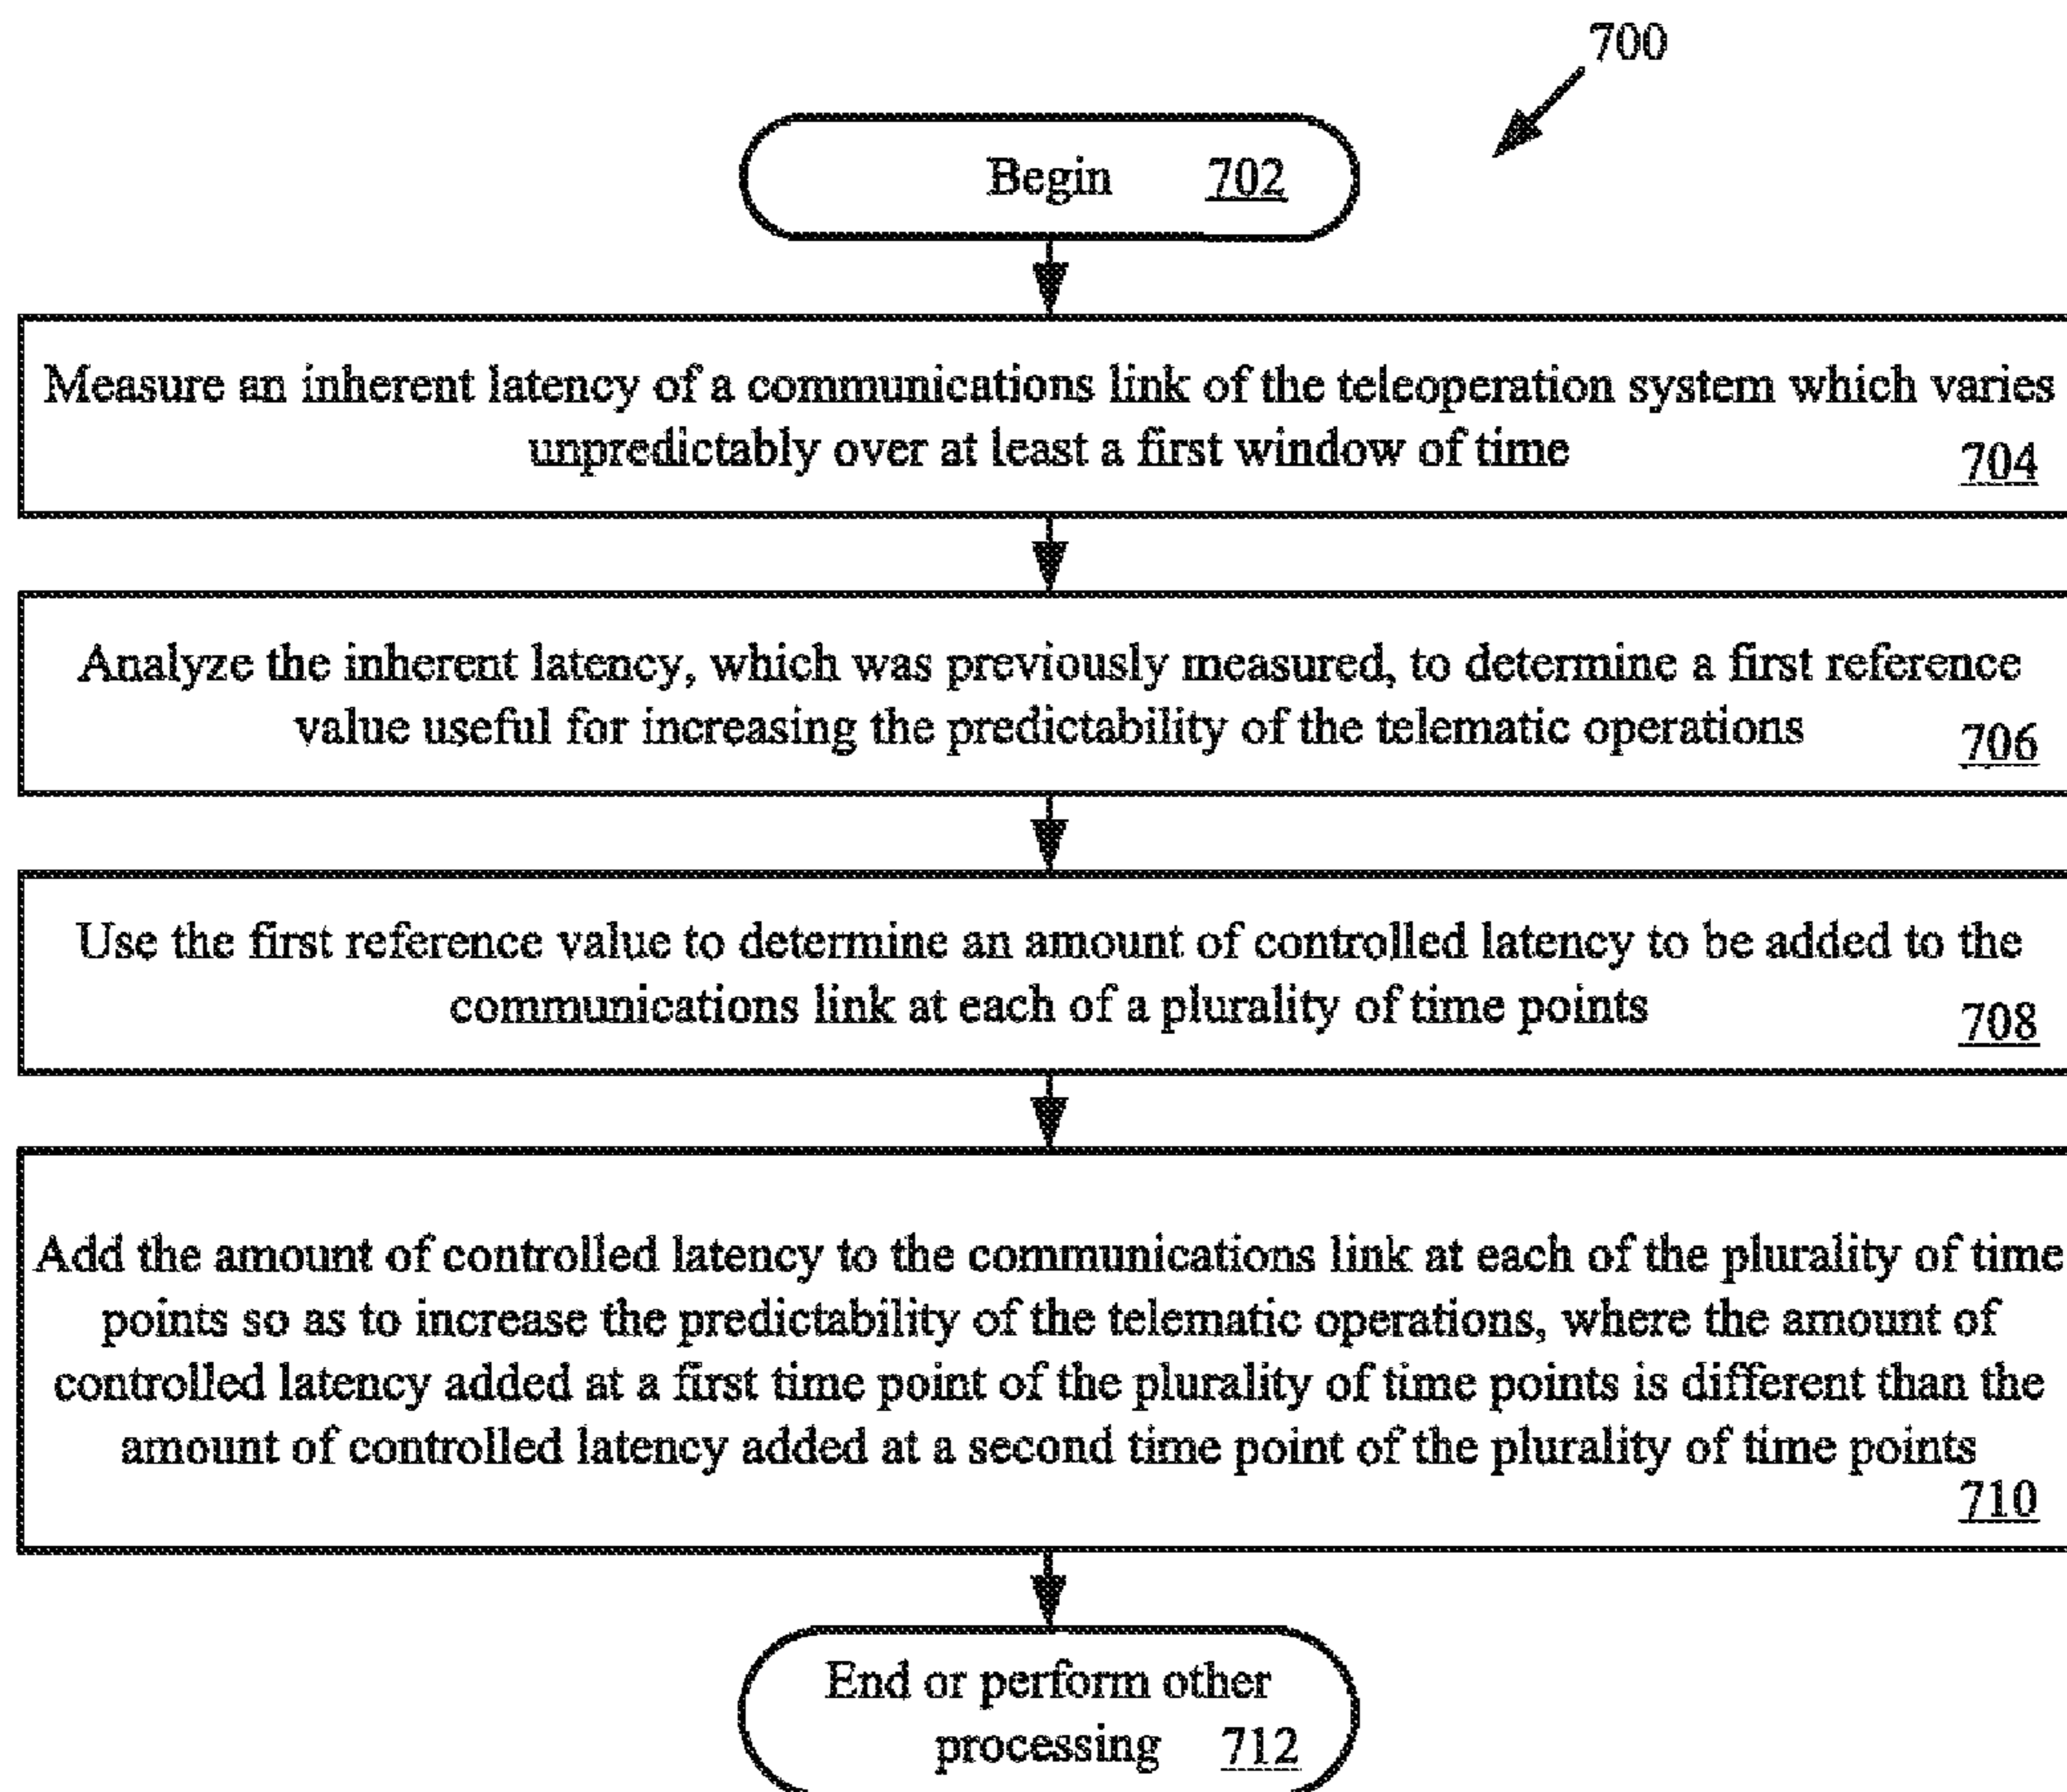 700
Begin 702
Measure an inherent latency of a communications link of the teleoperation system which varies
unpredictably over at least a first window of time
704
Analyze the inherent latency, which was previously measured, to determine a first reference
value useful for increasing the predictability of the telematic operations
706
Use the first reference value to determine an amount of controlled latency to be added to the
communications link at each of a plurality of time points
708
Add the amount of controlled latency to the communications link at each of the plurality of time
points so as to increase the predictability of the telematic operations, where the amount of
controlled latency added at a first time point of the plurality of time points is different than the
amount of controlled latency added at a second time point of the plurality of time points
710
End or perform other
processing 712